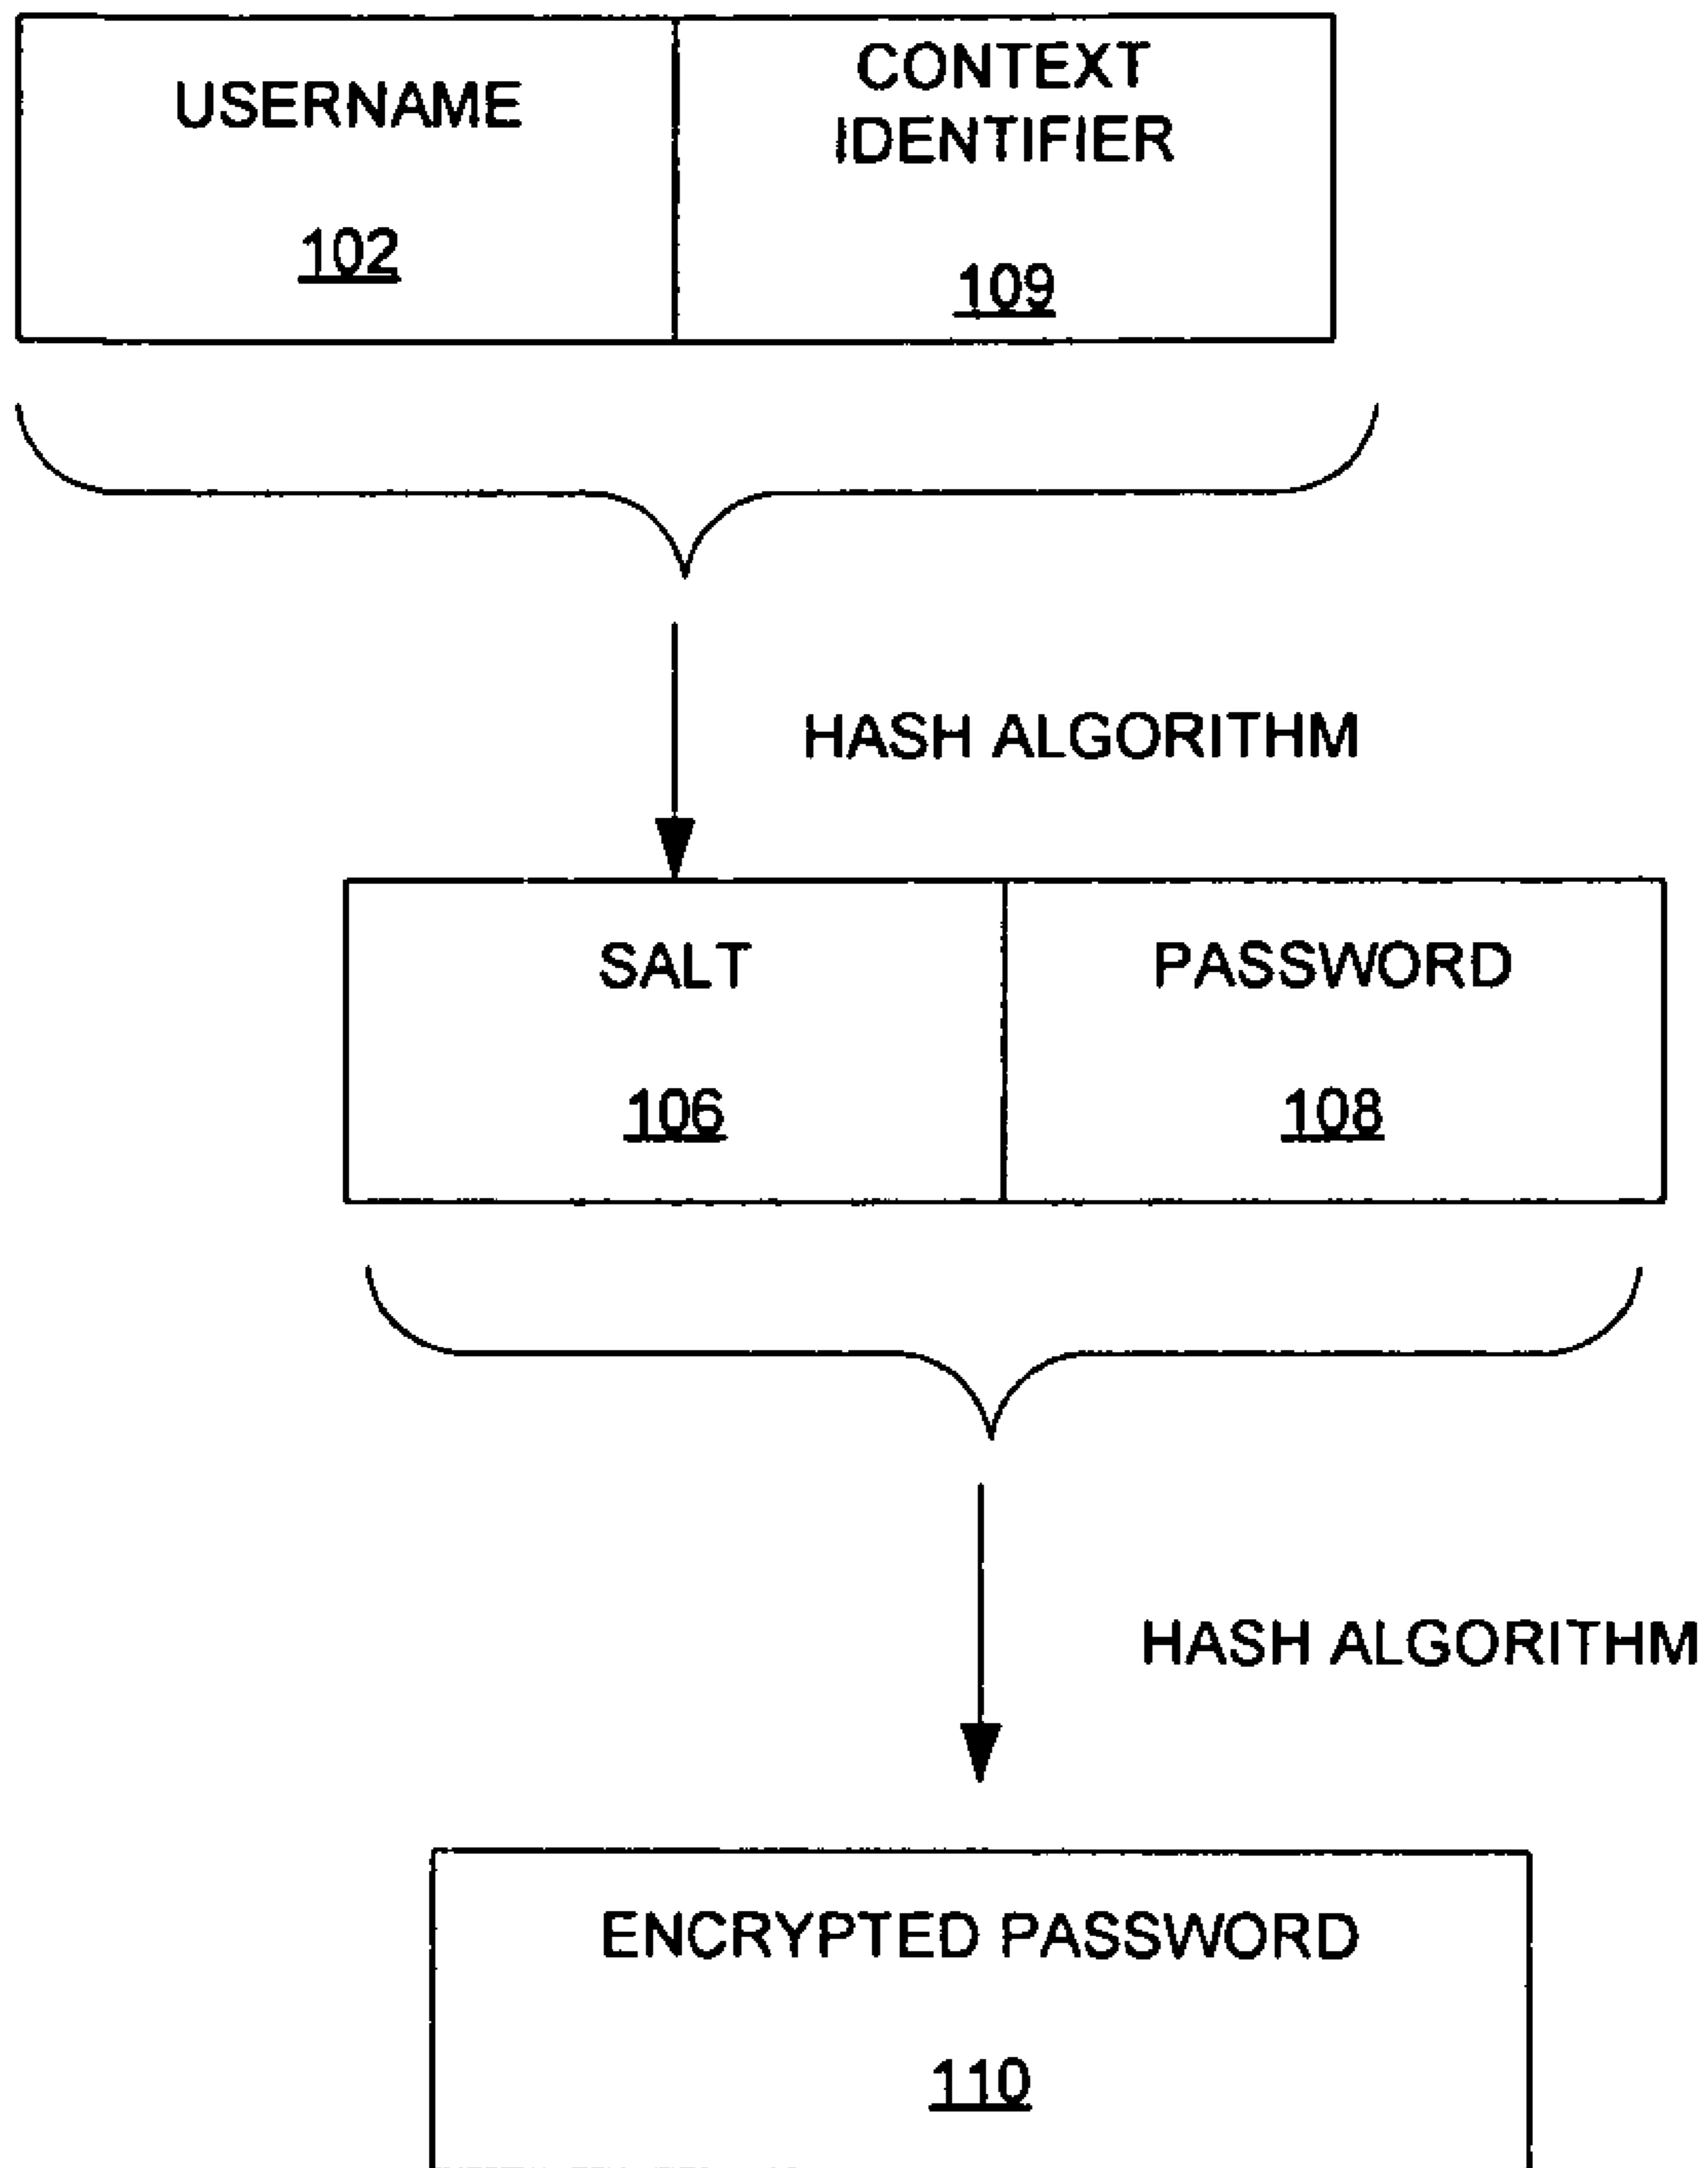 USERNAME
102
CONTEXT
IDENTIFIER
109
HASH ALGORITHM
SALT
106
PASSWORD
108
HASH ALGORITHM
ENCRYPTED PASSWORD
110